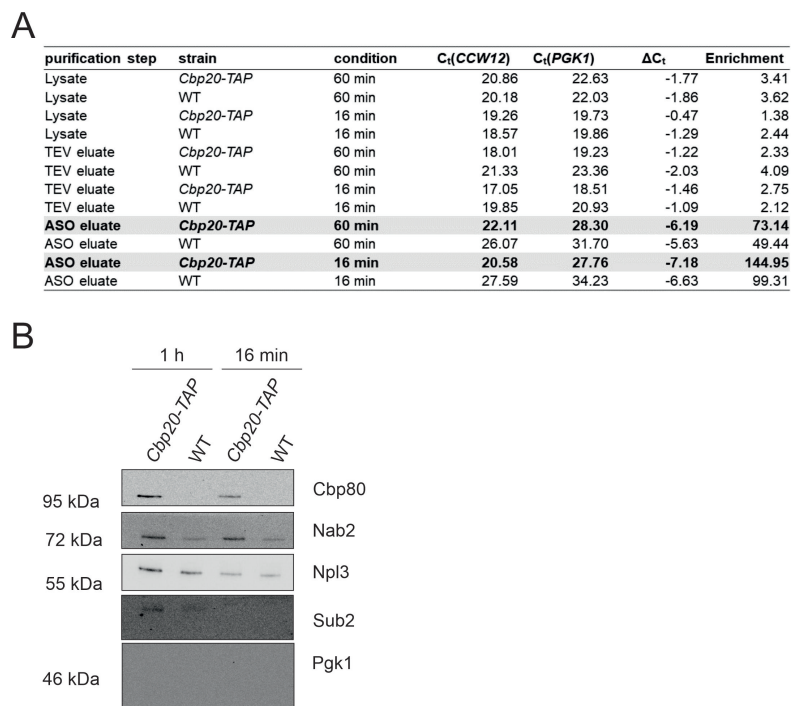 A
purification step strain condition Ct(CCW12) Ct(PGK1) ΔCt Enrichment
Lysate Cbp20-TAP 60 min 20.86 22.63 -1.77 3.41
Lysate WT 60 min 20.18 22.03 -1.86 3.62
Lysate Cbp20-TAP 16 min 19.26 19.73 -0.47 1.38
Lysate WT 16 min 18.57 19.86 -1.29 2.44
TEV eluate Cbp20-TAP 60 min 18.01 19.23 -1.22 2.33
TEV eluate WT 60 min 21.33 23.36 -2.03 4.09
TEV eluate Cbp20-TAP 16 min 17.05 18.51 -1.46 2.75
TEV eluate WT 16 min 19.85 20.93 -1.09 2.12
ASO eluate Cbp20-TAP 60 min 22.11 28.30 -6.19 73.14
ASO eluate WT 60 min 26.07 31.70 -5.63 49.44
ASO eluate Cbp20-TAP 16 min 20.58 27.76 -7.18 144.95
ASO eluate WT 16 min 27.59 34.23 -6.63 99.31
B
1 h 16 min
Cbp20-TAP WT Cbp20-TAP WT
95 kDa Cbp80
72 kDa Nab2
55 kDa Npl3
Sub2
46 kDa Pgk1